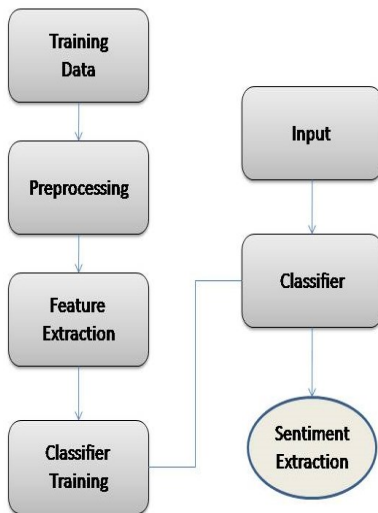 Training
Data
Preprocessing
Feature
Extraction
Classifier
Training
Input
Classifier
Sentiment
Extraction